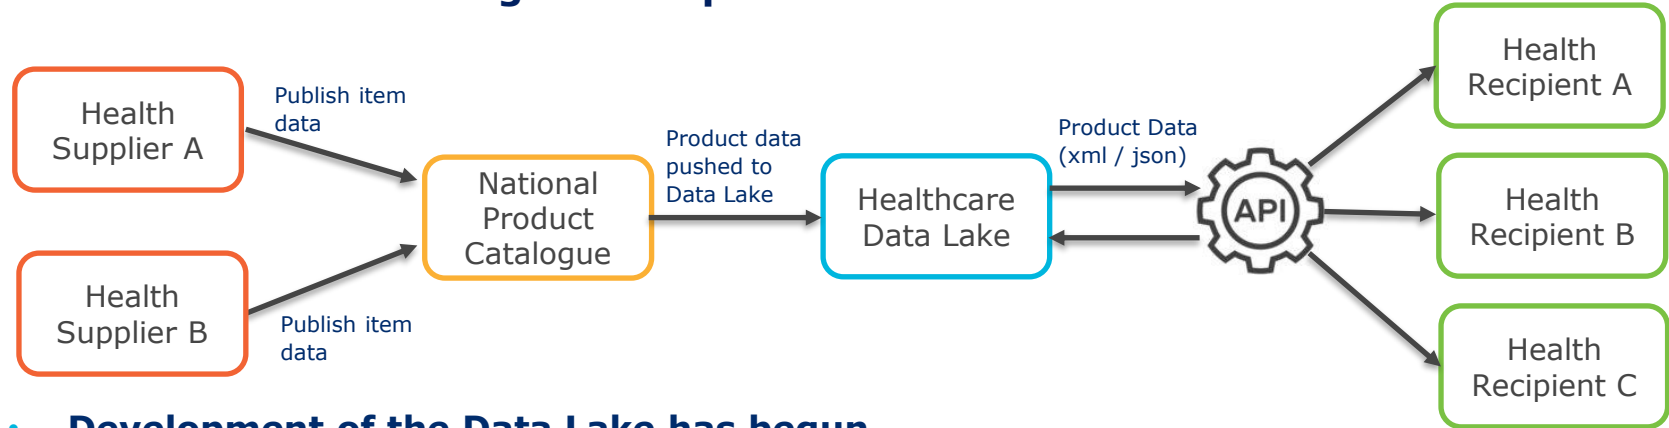 Health
Supplier A
Publish item
data
Health
Supplier B
Publish item
data
National
Product
Catalogue
Product data
pushed to
Data Lake
Healthcare
Data Lake
Product Data
(xml / json)
API
Health
Recipient A
Health
Recipient B
Health
Recipient C
• Development of the Data Lake has begun